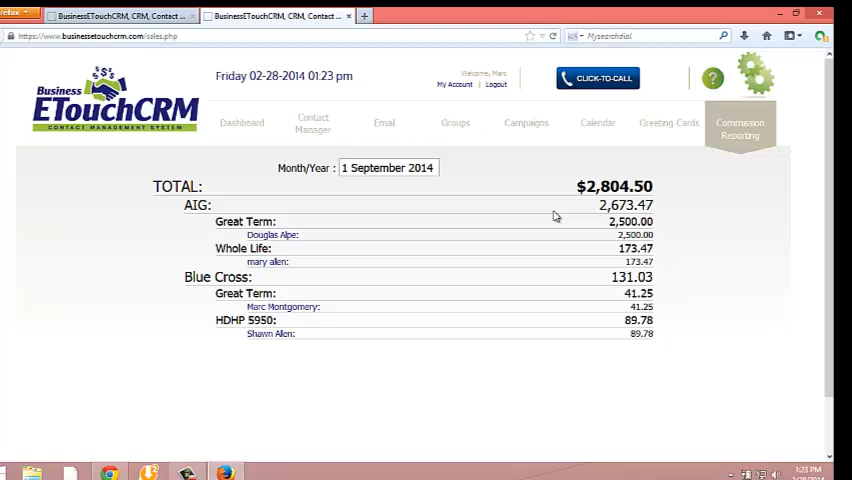 BusinessETouchCRM, CRM, Contact ...
BusinessETouchCRM, CRM, Contact ...
https://www.businessetouchcrm.com/sales.php
Mysearchdial
Business
ETouchCRM
CONTACT MANAGEMENT SYSTEM
Friday 02-28-2014 01:23 pm
Welcome, Marc
My Account | Logout
CLICK-TO-CALL
?
Dashboard
Contact Manager
Email
Groups
Campaigns
Calendar
Greeting Cards
Commission Reporting
Month/Year : 1 September 2014
TOTAL: $2,804.50
AIG: 2,673.47
Great Term: 2,500.00
Douglas Alpe: 2,500.00
Whole Life: 173.47
mary allen: 173.47
Blue Cross: 131.03
Great Term: 41.25
Marc Montgomery: 41.25
HDHP 5950: 89.78
Shawn Allen: 89.78
1:23 PM
2/28/2014